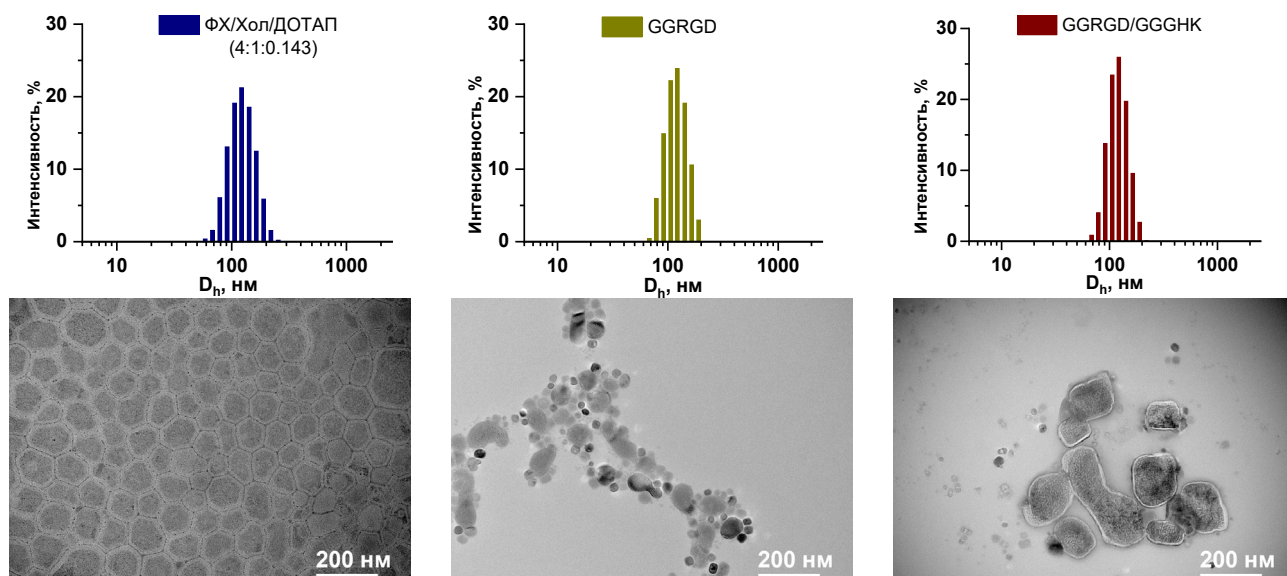 ФХ/Хол/ДОТАП
(4:1:0.143)
Интенсивность, %
30
20
10
0
10 100 1000
Dₕ, нм
200 нм
GGRGD
Интенсивность, %
30
20
10
0
10 100 1000
Dₕ, нм
200 нм
GGRGD/GGGHK
Интенсивность, %
30
20
10
0
10 100 1000
Dₕ, нм
200 нм